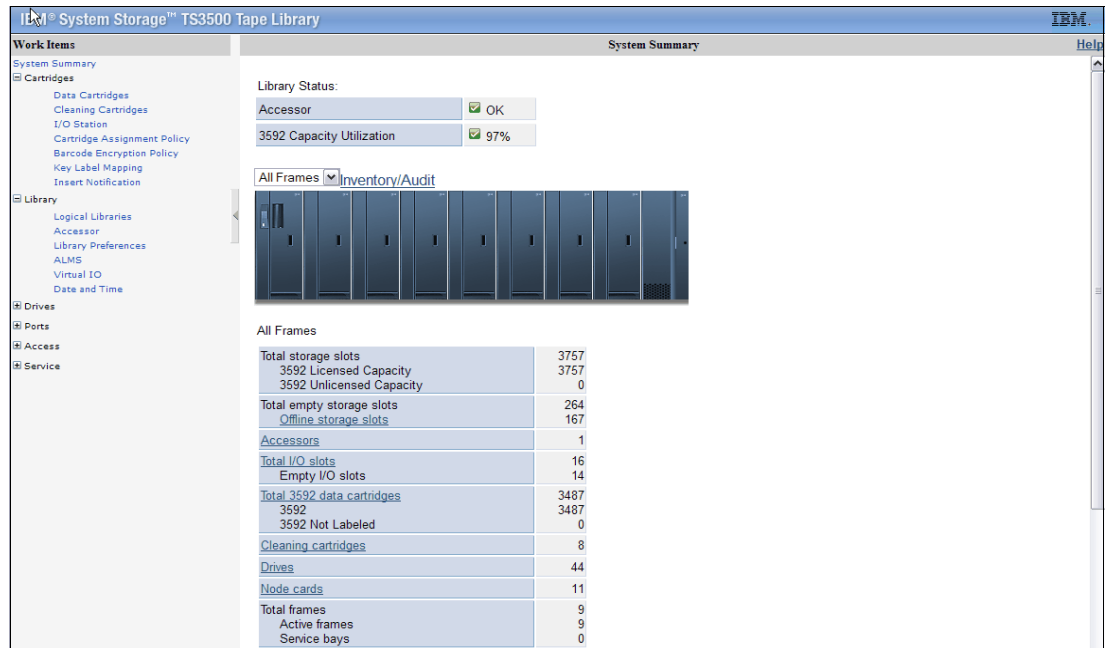 IBM® System Storage™ TS3500 Tape Library
IBM.
Work Items
System Summary
Help
System Summary
Cartridges
Data Cartridges
Cleaning Cartridges
I/O Station
Cartridge Assignment Policy
Barcode Encryption Policy
Key Label Mapping
Insert Notification
Library
Logical Libraries
Accessor
Library Preferences
ALMS
Virtual IO
Date and Time
Drives
Ports
Access
Service
Library Status:
Accessor OK
3592 Capacity Utilization 97%
All Frames Inventory/Audit
All Frames
Total storage slots 3757
3592 Licensed Capacity 3757
3592 Unlicensed Capacity 0
Total empty storage slots 264
Offline storage slots 167
Accessors 1
Total I/O slots 16
Empty I/O slots 14
Total 3592 data cartridges 3487
3592 3487
3592 Not Labeled 0
Cleaning cartridges 8
Drives 44
Node cards 11
Total frames 9
Active frames 9
Service bays 0